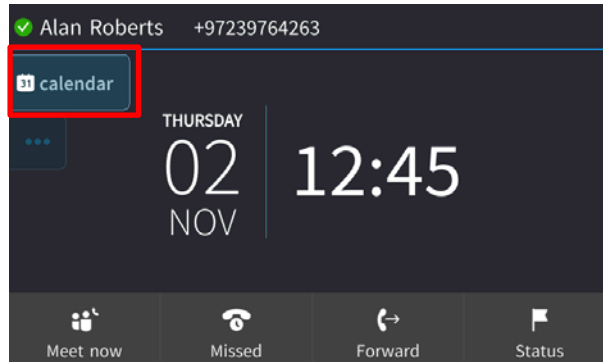 Alan Roberts +97239764263
31 calendar
•••
THURSDAY
02
NOV
12:45
Meet now Missed Forward Status